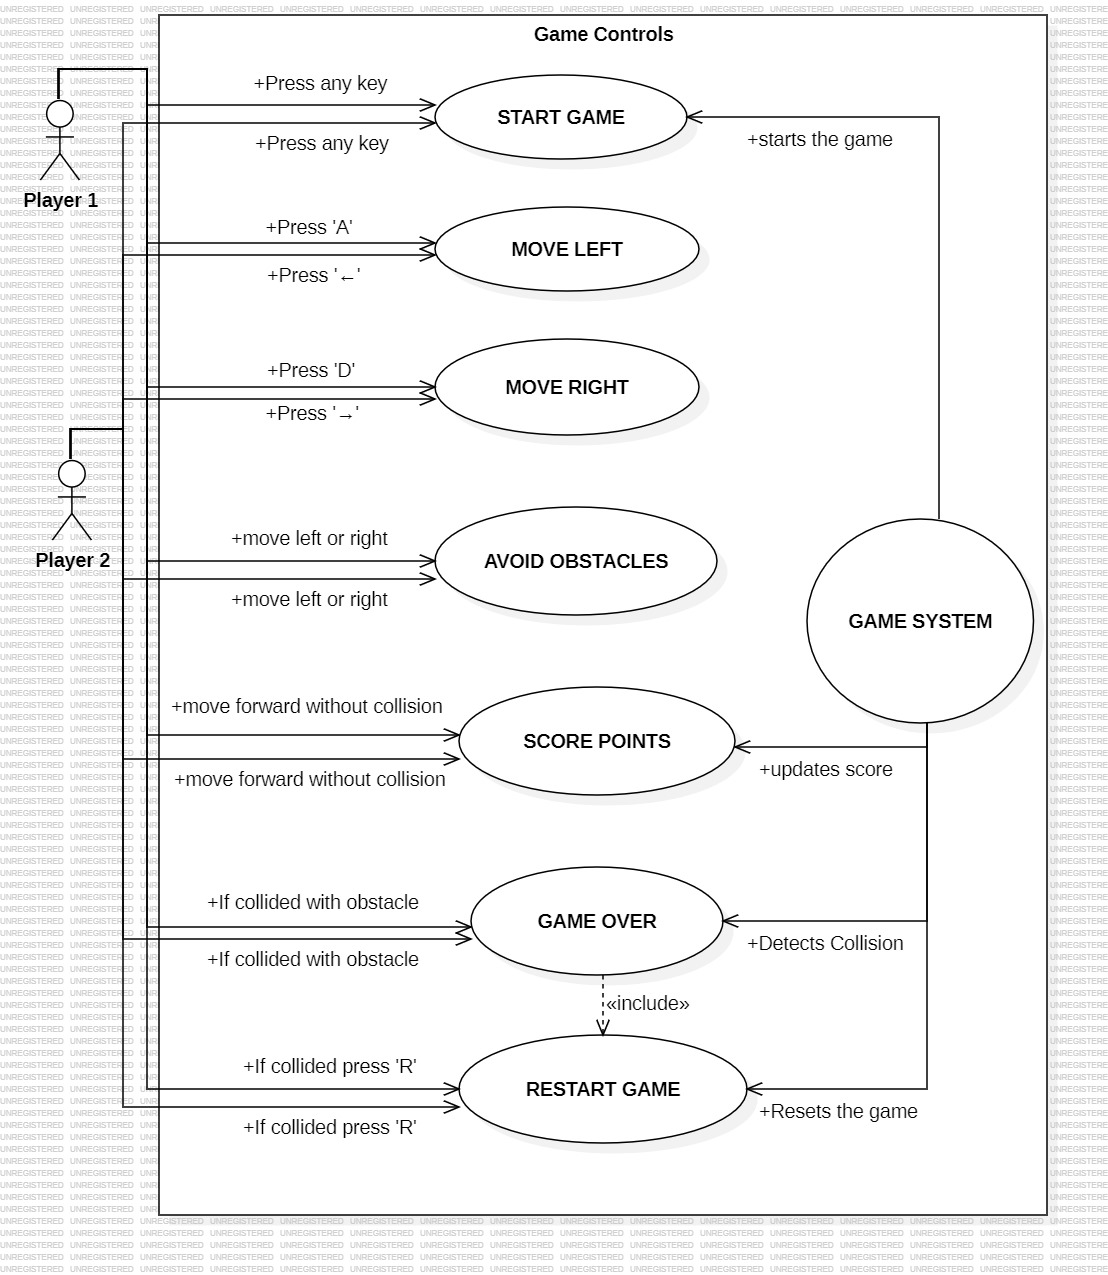 Game Controls
+Press any key
START GAME
+starts the game
+Press any key
Player 1
+Press 'A'
MOVE LEFT
+Press '←'
+Press 'D'
MOVE RIGHT
+Press '→'
Player 2
+move left or right
AVOID OBSTACLES
+move left or right
GAME SYSTEM
+move forward without collision
SCORE POINTS
+updates score
+move forward without collision
+If collided with obstacle
GAME OVER
+Detects Collision
+If collided with obstacle
«include»
+If collided press 'R'
RESTART GAME
+Resets the game
+If collided press 'R'
UNREGISTERED